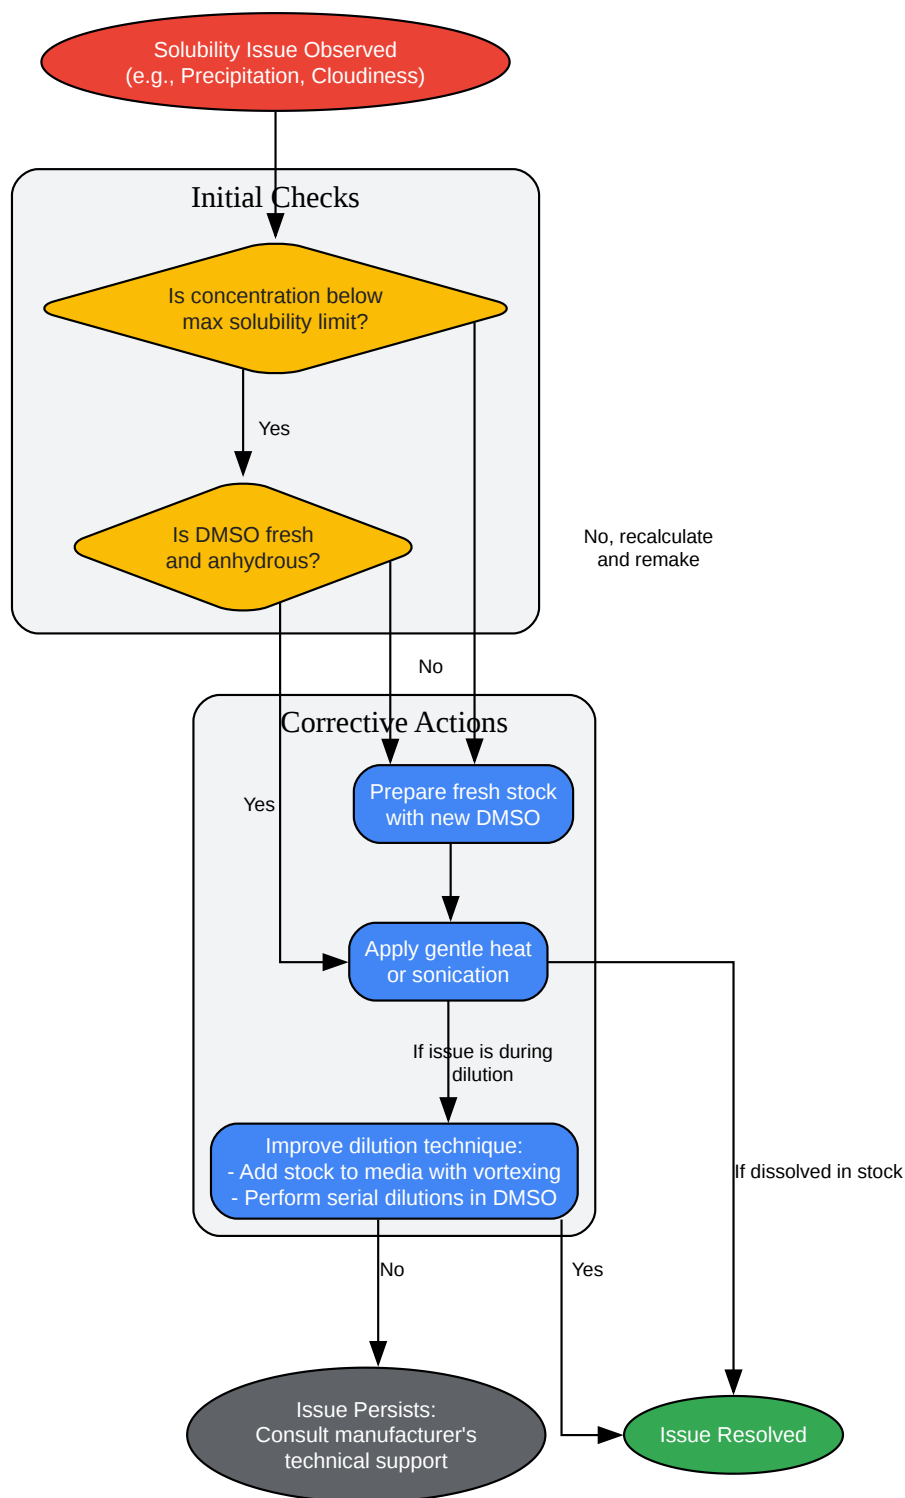 Solubility Issue Observed
(e.g., Precipitation, Cloudiness)
Initial Checks
Is concentration below
max solubility limit?
Yes
Is DMSO fresh
and anhydrous?
No, recalculate
and remake
No
Corrective Actions
Prepare fresh stock
with new DMSO
Yes
Apply gentle heat
or sonication
If issue is during
dilution
Improve dilution technique:
- Add stock to media with vortexing
- Perform serial dilutions in DMSO
If dissolved in stock
No
Yes
Issue Persists:
Consult manufacturer's
technical support
Issue Resolved